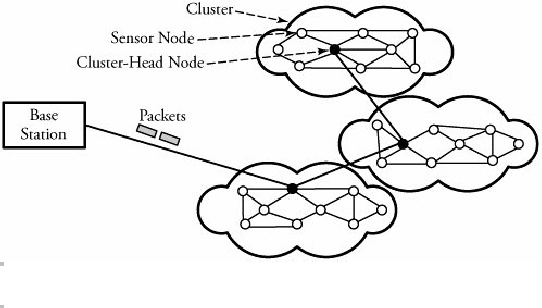 Cluster
Sensor Node
Cluster-Head Node
Base
Station
Packets